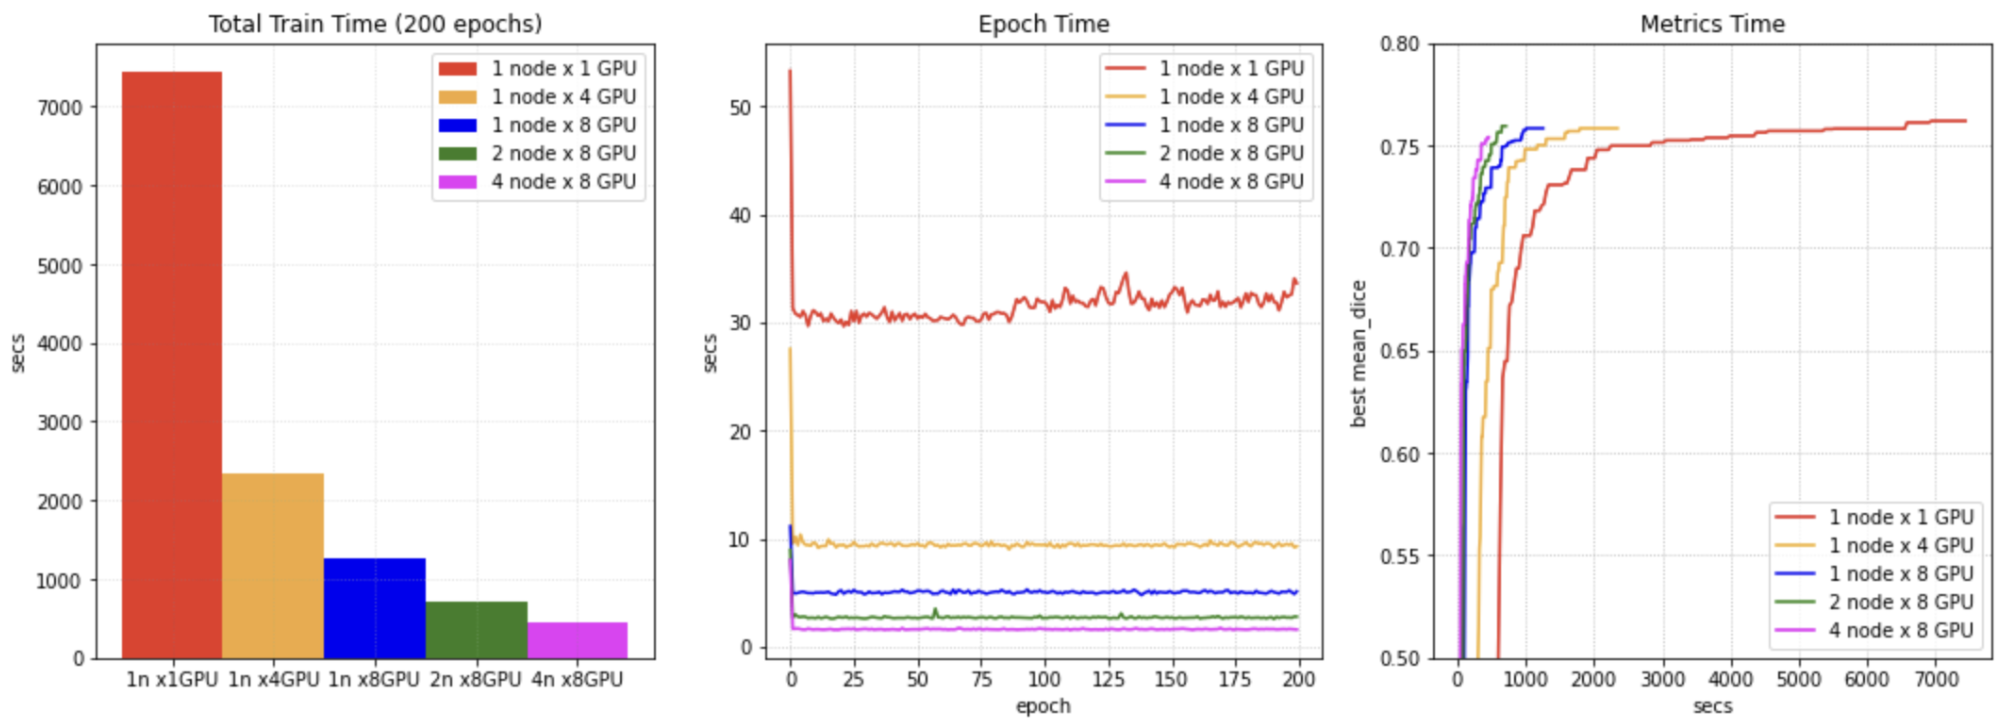 Total Train Time (200 epochs)
1 node x 1 GPU
1 node x 4 GPU
1 node x 8 GPU
2 node x 8 GPU
4 node x 8 GPU
7000
6000
5000
4000
3000
2000
1000
0
secs
1n x1GPU 1n x4GPU 1n x8GPU 2n x8GPU 4n x8GPU
Epoch Time
1 node x 1 GPU
1 node x 4 GPU
1 node x 8 GPU
2 node x 8 GPU
4 node x 8 GPU
50
40
30
20
10
0
secs
0 25 50 75 100 125 150 175 200
epoch
Metrics Time
0.80
0.75
0.70
0.65
0.60
0.55
0.50
best mean_dice
1 node x 1 GPU
1 node x 4 GPU
1 node x 8 GPU
2 node x 8 GPU
4 node x 8 GPU
0 1000 2000 3000 4000 5000 6000 7000
secs